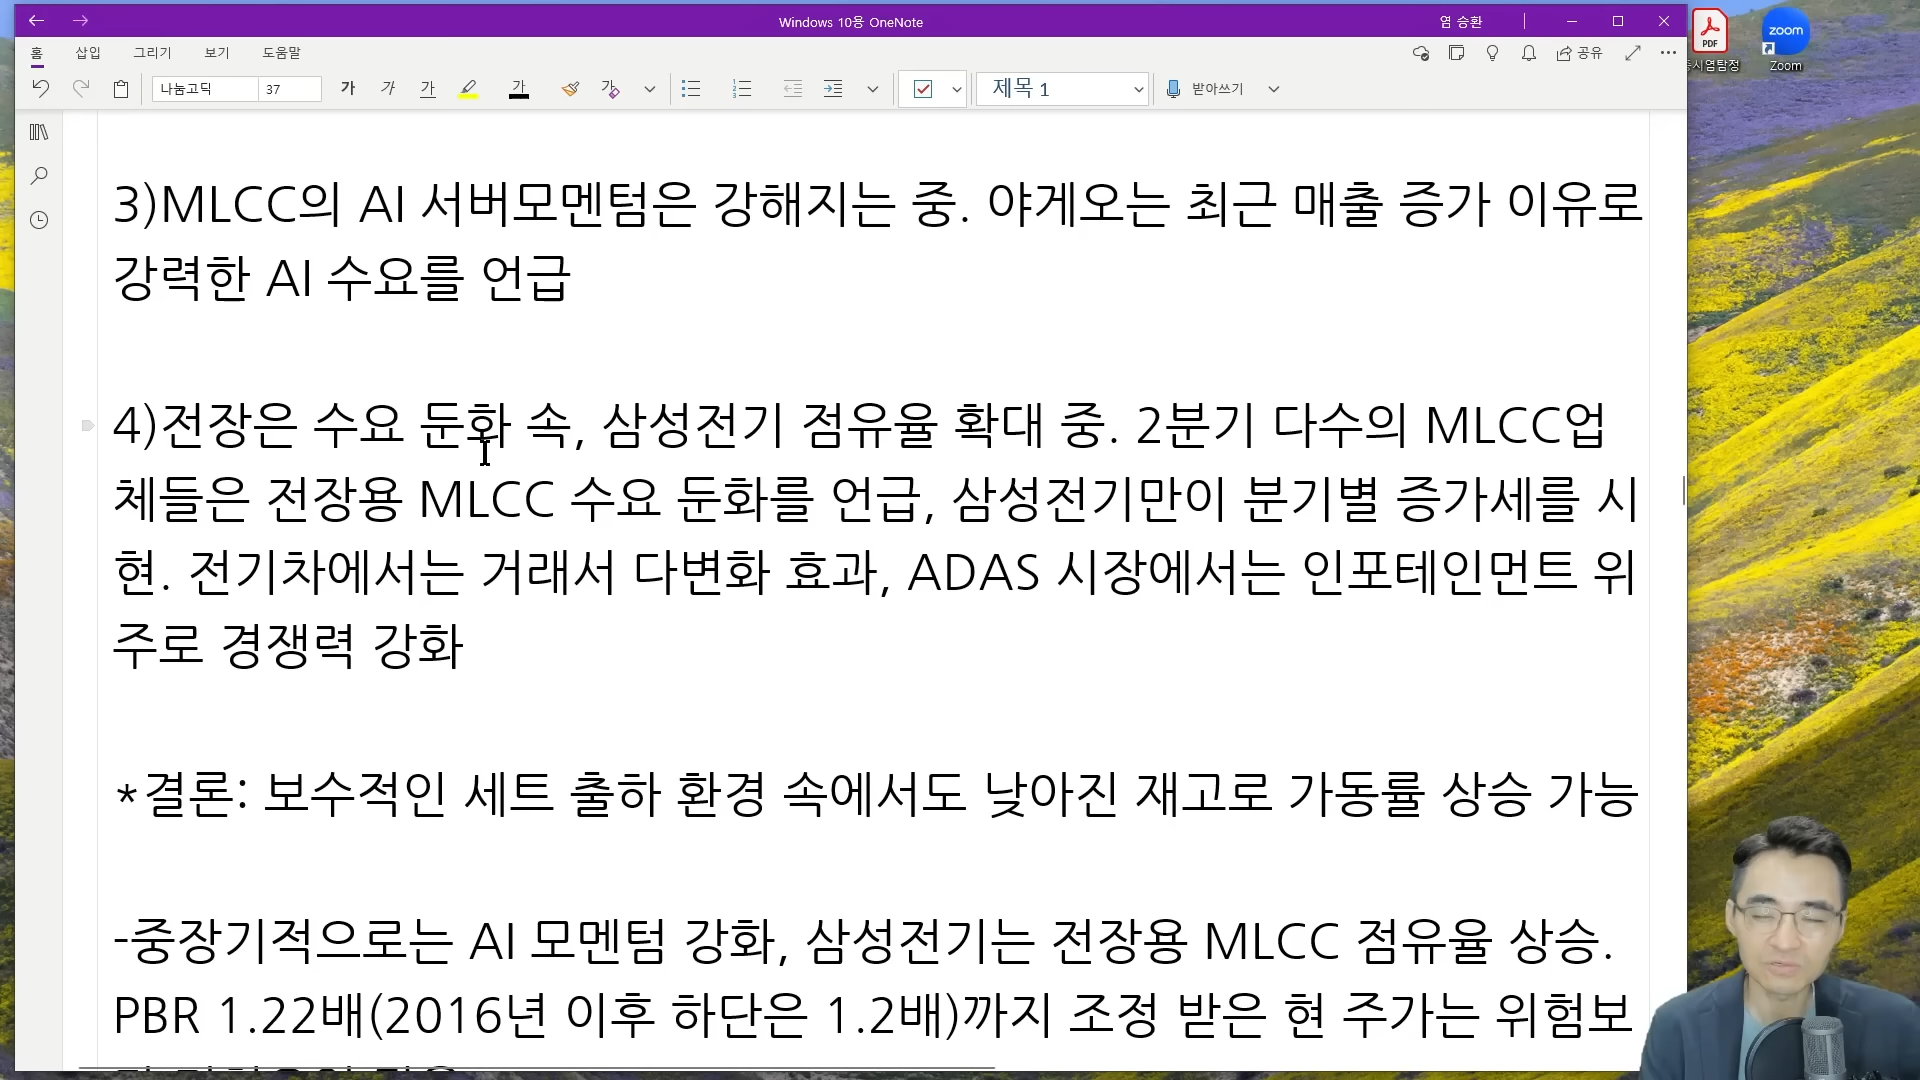 Windows 10용 OneNote
염 승환
홈 삽입 그리기 보기 도움말
공유
나눔고딕 37 가 가 가 가 가 제목 1 받아쓰기
PDF
zoom
Zoom
3)MLCC의 AI 서버모멘텀은 강해지는 중. 야게오는 최근 매출 증가 이유로
강력한 AI 수요를 언급
4)전장은 수요 둔화 속, 삼성전기 점유율 확대 중. 2분기 다수의 MLCC업
체들은 전장용 MLCC 수요 둔화를 언급, 삼성전기만이 분기별 증가세를 시
현. 전기차에서는 거래서 다변화 효과, ADAS 시장에서는 인포테인먼트 위
주로 경쟁력 강화
*결론: 보수적인 세트 출하 환경 속에서도 낮아진 재고로 가동률 상승 가능
-중장기적으로는 AI 모멘텀 강화, 삼성전기는 전장용 MLCC 점유율 상승.
PBR 1.22배(2016년 이후 하단은 1.2배)까지 조정 받은 현 주가는 위험보